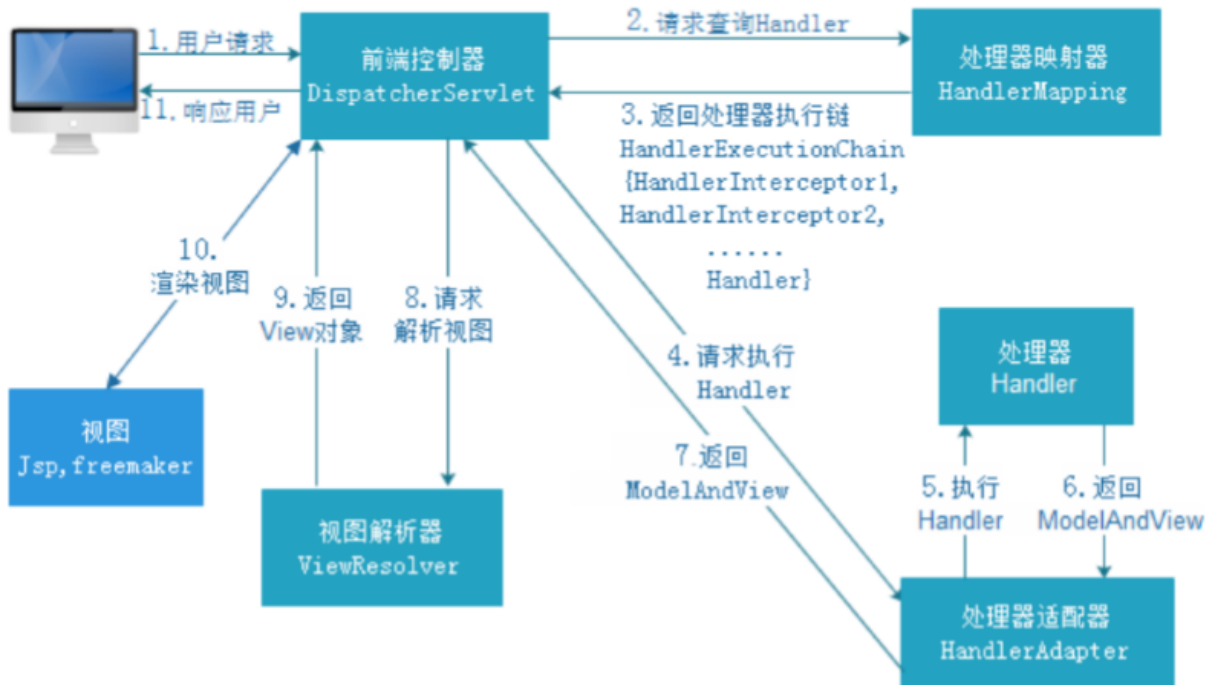 1.用户请求
11.响应用户
前端控制器
DispatcherServlet
2.请求查询Handler
处理器映射器
HandlerMapping
3.返回处理器执行链
HandlerExecutionChain
{HandlerInterceptor1,
HandlerInterceptor2,
......
Handler}
10.
渲染视图
9.返回
View对象
8.请求
解析视图
4.请求执行
Handler
处理器
Handler
视图
Jsp,freemaker
7.返回
ModelAndView
5.执行
Handler
6.返回
ModelAndView
视图解析器
ViewResolver
处理器适配器
HandlerAdapter